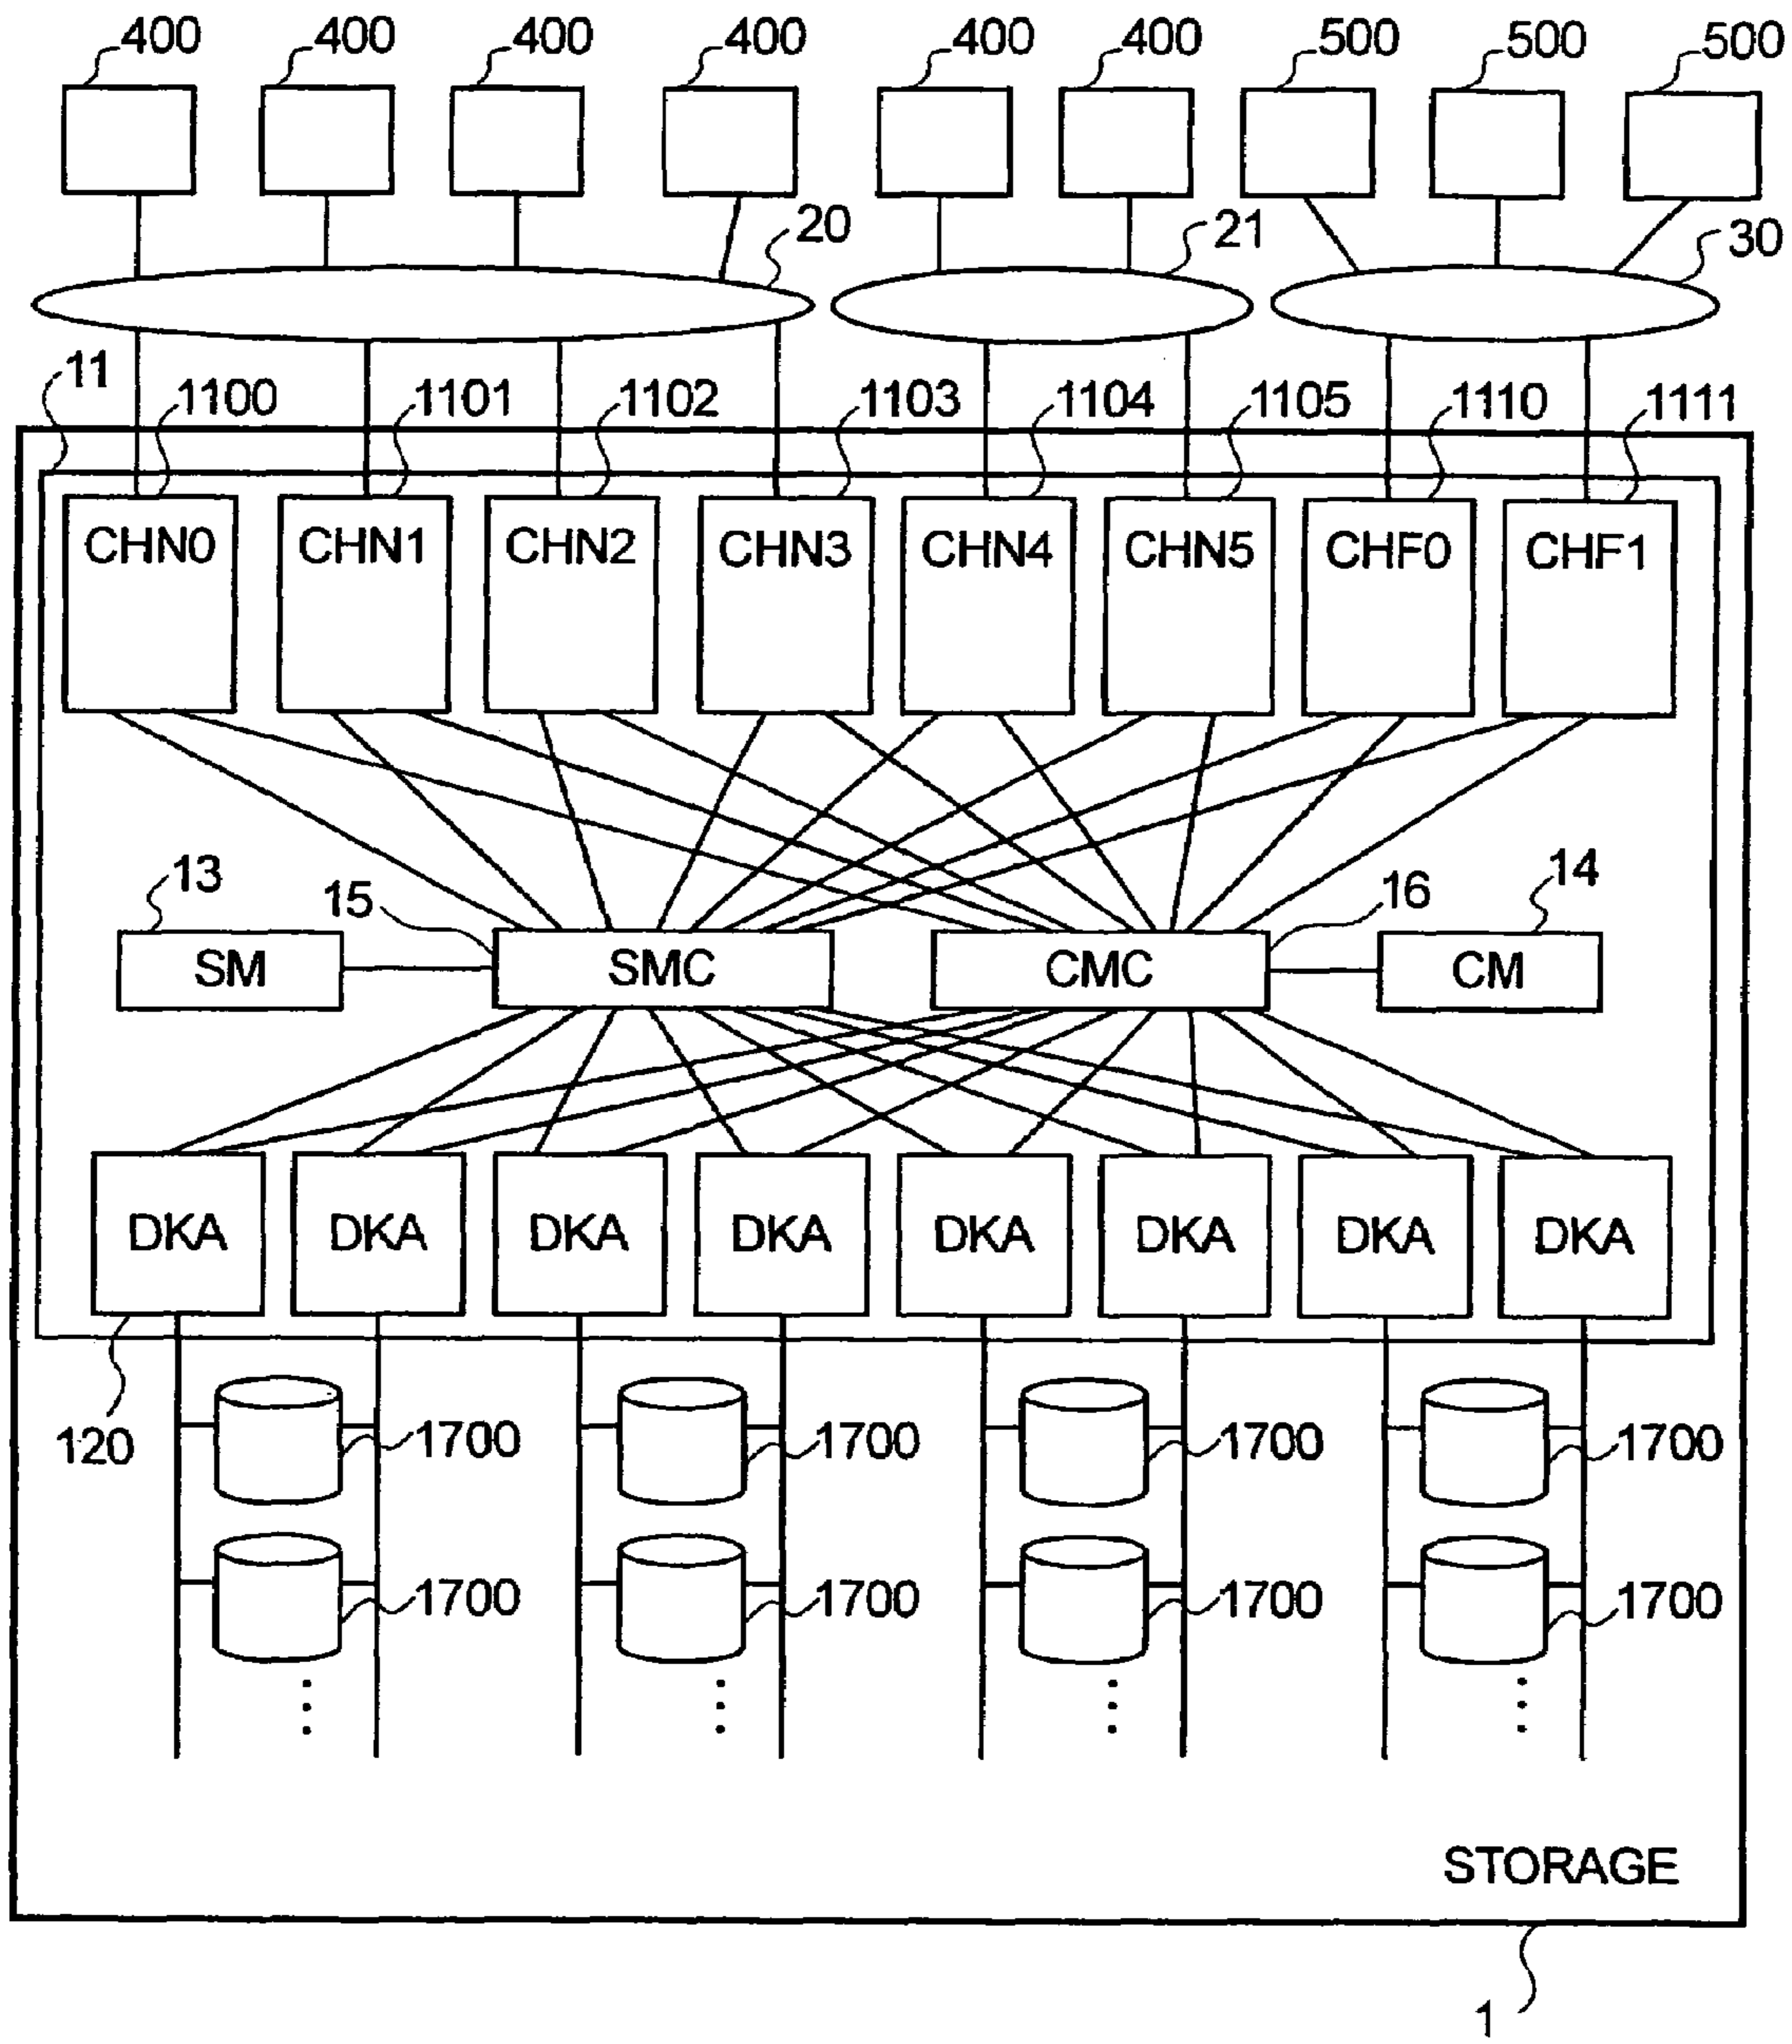 400 400 400 400 400 400 500 500 500
20 21 30
11 1100 1101 1102 1103 1104 1105 1110 1111
CHN0 CHN1 CHN2 CHN3 CHN4 CHN5 CHF0 CHF1
13 15 16 14
SM SMC CMC CM
DKA DKA DKA DKA DKA DKA DKA DKA
120 1700 1700 1700 1700
1700 1700 1700 1700
STORAGE
1